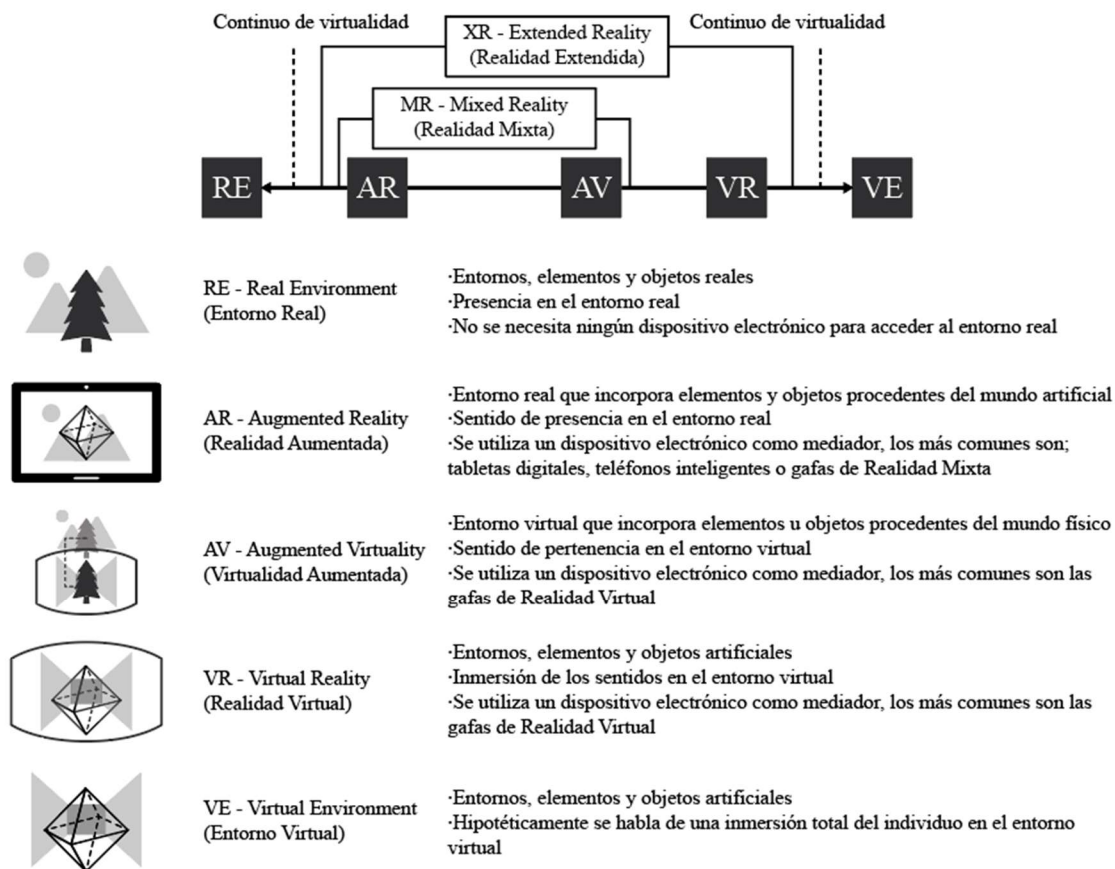 Continuo de virtualidad
XR - Extended Reality
(Realidad Extendida)
Continuo de virtualidad
MR - Mixed Reality
(Realidad Mixta)
RE
AR
AV
VR
VE
RE - Real Environment
(Entorno Real)
·Entornos, elementos y objetos reales
·Presencia en el entorno real
·No se necesita ningún dispositivo electrónico para acceder al entorno real
AR - Augmented Reality
(Realidad Aumentada)
·Entorno real que incorpora elementos y objetos procedentes del mundo artificial
·Sentido de presencia en el entorno real
·Se utiliza un dispositivo electrónico como mediador, los más comunes son;
tabletas digitales, teléfonos inteligentes o gafas de Realidad Mixta
AV - Augmented Virtuality
(Virtualidad Aumentada)
·Entorno virtual que incorpora elementos u objetos procedentes del mundo físico
·Sentido de pertenencia en el entorno virtual
·Se utiliza un dispositivo electrónico como mediador, los más comunes son las
gafas de Realidad Virtual
VR - Virtual Reality
(Realidad Virtual)
·Entornos, elementos y objetos artificiales
·Inmersión de los sentidos en el entorno virtual
·Se utiliza un dispositivo electrónico como mediador, los más comunes son las
gafas de Realidad Virtual
VE - Virtual Environment
(Entorno Virtual)
·Entornos, elementos y objetos artificiales
·Hipotéticamente se habla de una inmersión total del individuo en el entorno
virtual